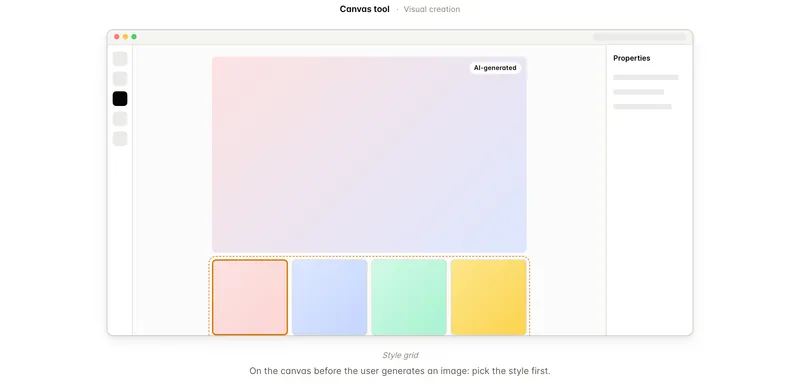 Canvas tool · Visual creation
AI-generated
Properties
Style grid
On the canvas before the user generates an image: pick the style first.